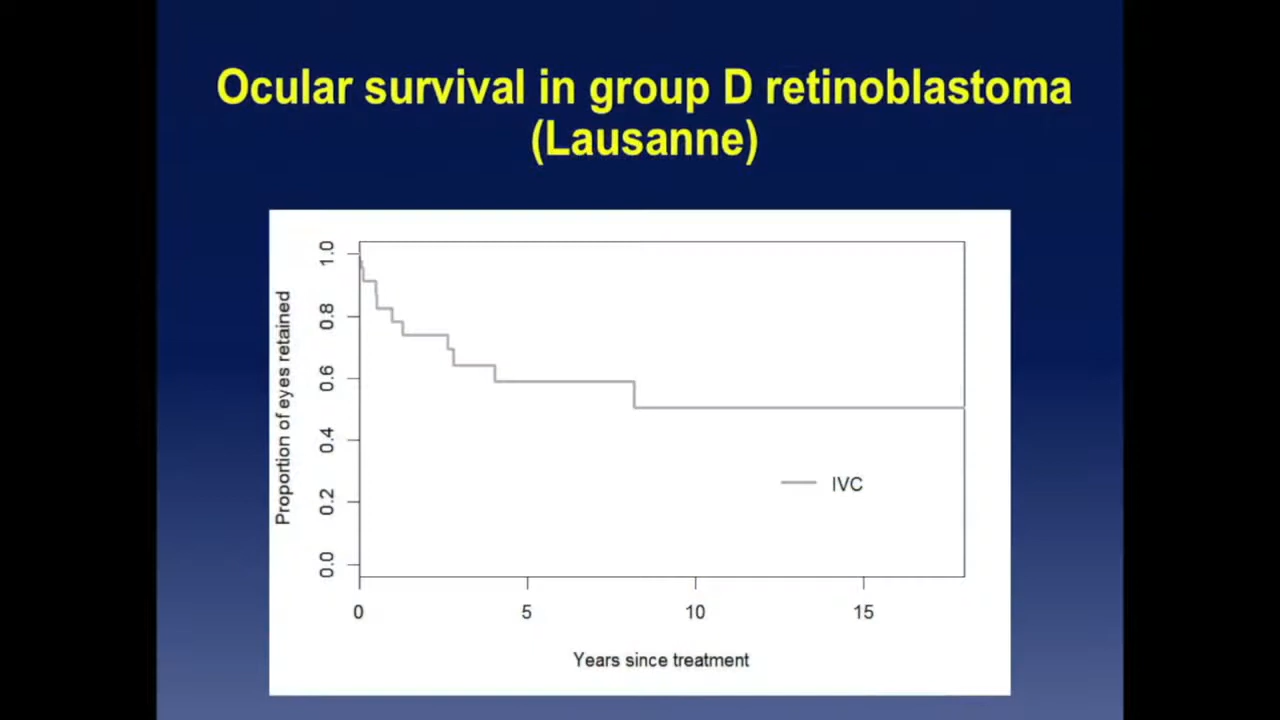 Ocular survival in group D retinoblastoma
(Lausanne)
Proportion of eyes retained
1.0
0.8
0.6
0.4
0.2
0.0
IVC
0 5 10 15
Years since treatment